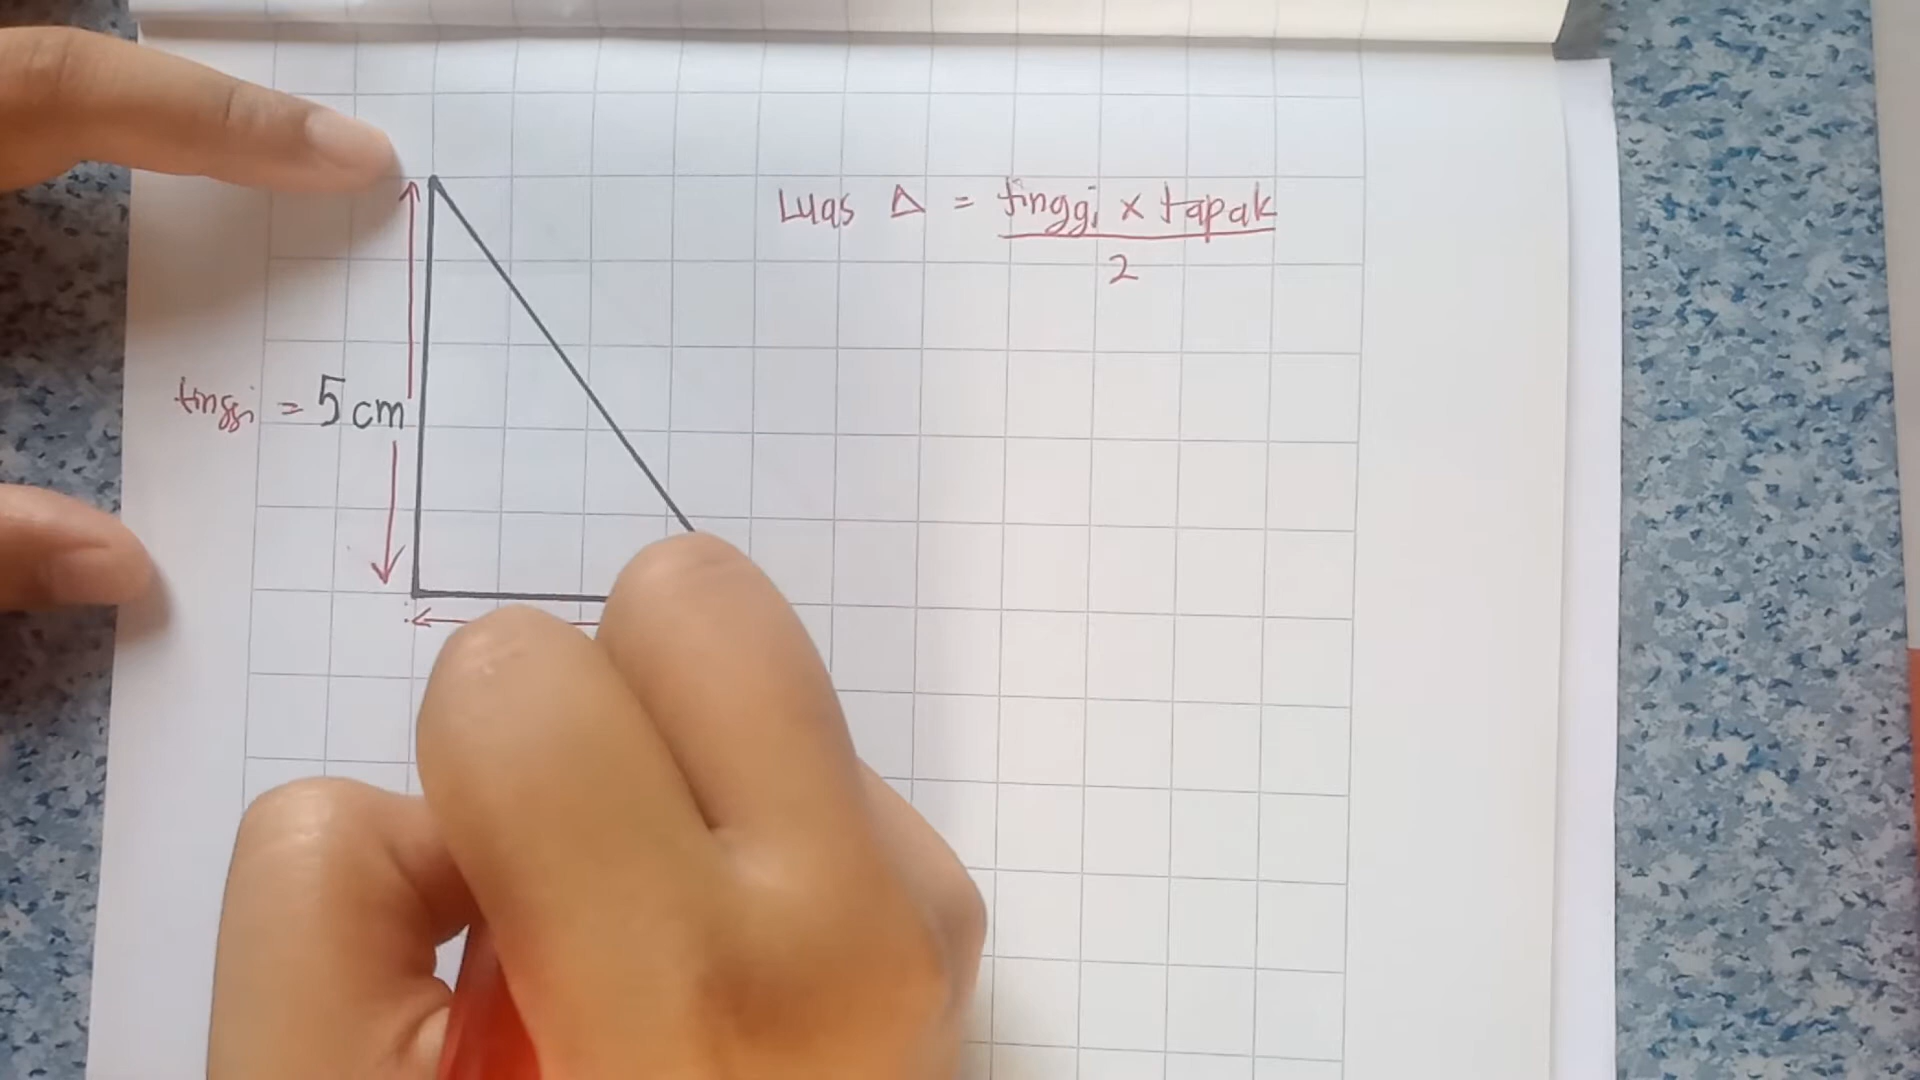 Luas Δ = tinggi x tapak
2
tinggi = 5 cm